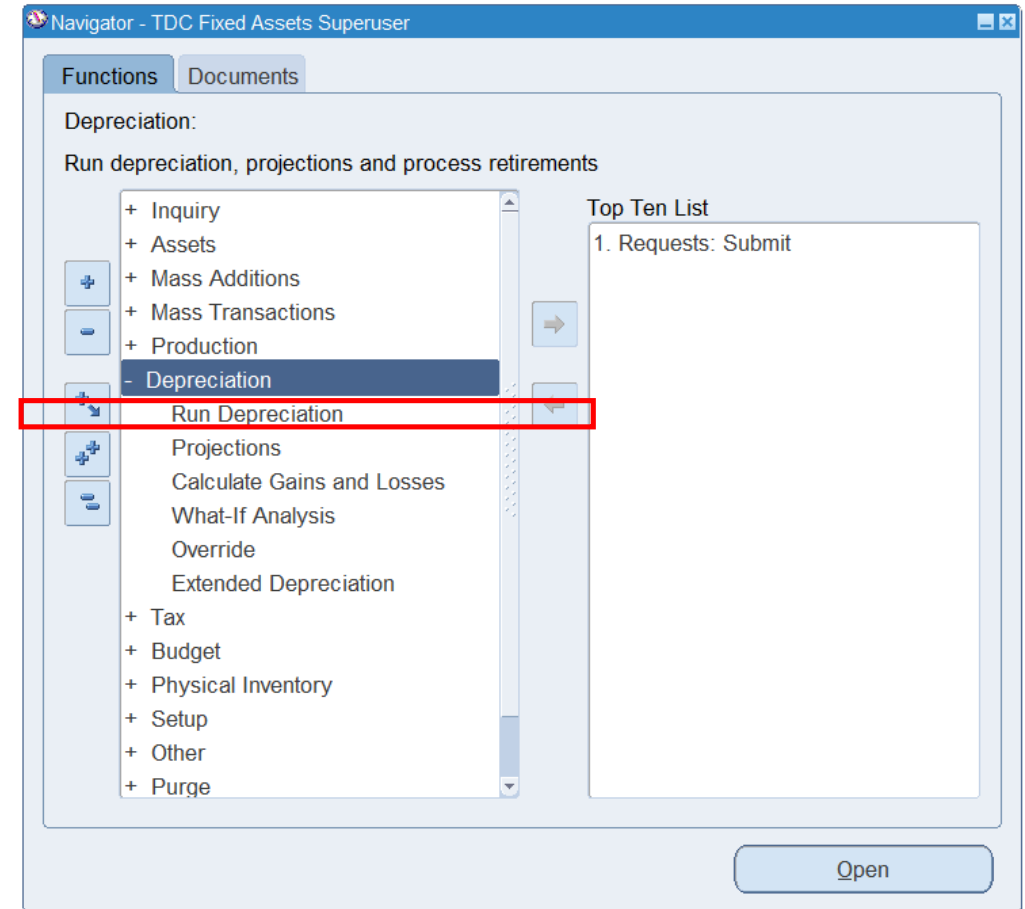 Navigator - TDC Fixed Assets Superuser
Functions Documents
Depreciation:
Run depreciation, projections and process retirements
+ Inquiry
+ Assets
+ Mass Additions
+ Mass Transactions
+ Production
- Depreciation
Run Depreciation
Projections
Calculate Gains and Losses
What-If Analysis
Override
Extended Depreciation
+ Tax
+ Budget
+ Physical Inventory
+ Setup
+ Other
+ Purge
Top Ten List
1. Requests: Submit
Open